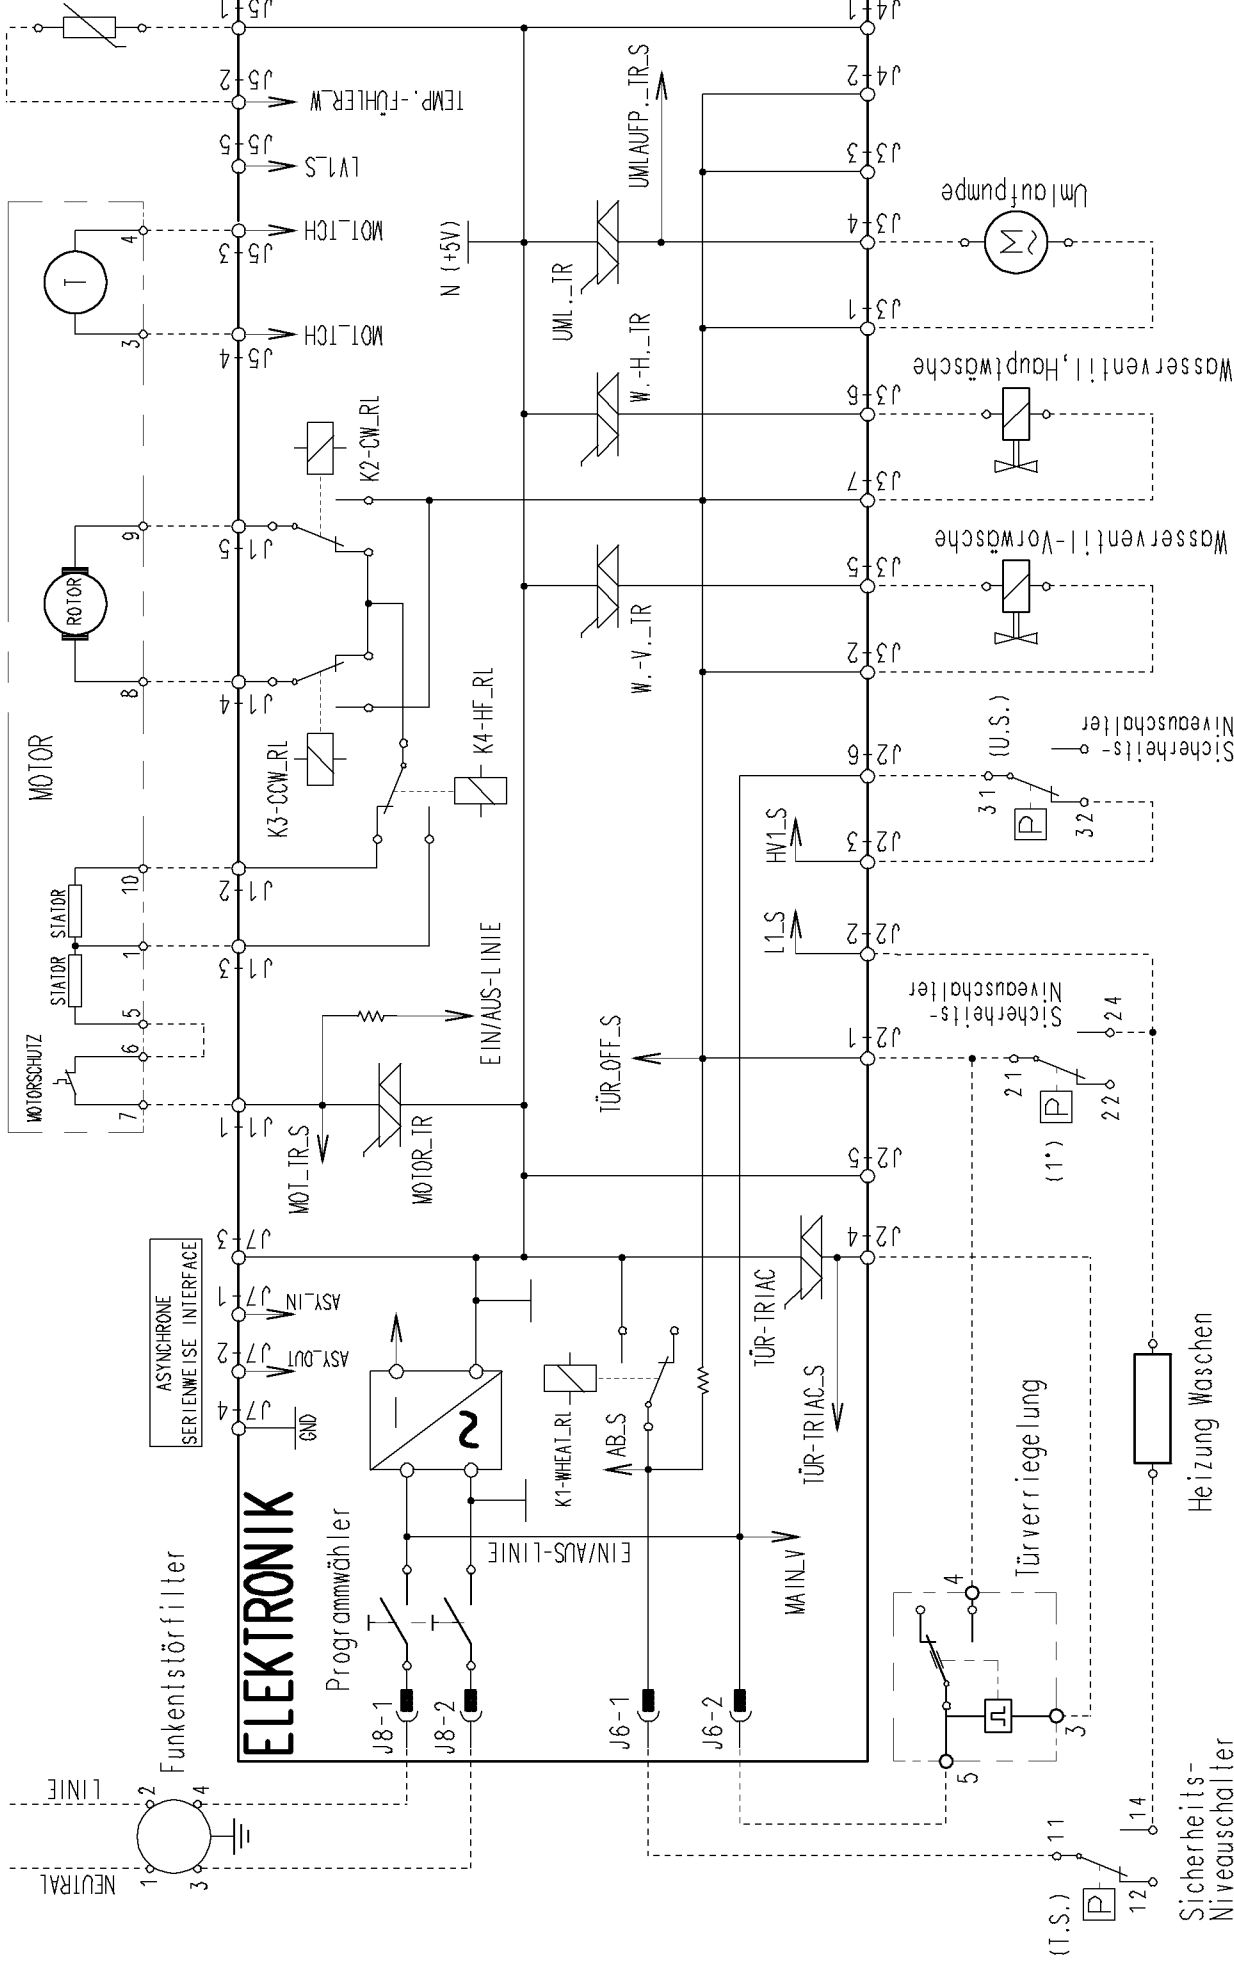 J5-1
J4-1
J5-2
TEMP.-FÜHLER_W
J5-5
LV1_S
J4-2
J3-3
UMLAUFP._TR_S
4
MOT_TCH
J5-3
T
3
MOT_TCH
J5-4
N (+5V)
UML._TR
J3-4
M
~
Umlaufpumpe
J3-1
W.-H._TR
Wasserventil,Hauptwäsche
J3-6
K2-CW_RL
J3-7
9
J1-5
ROTOR
8
J1-4
Wasserventil-Vorwäsche
J3-5
W.-V._TR
J3-2
MOTOR
K3-CCW_RL
K4-HF_RL
J2-6
31 (U.S.)
P
32
Sicherheits-
Niveauschalter
HV1_S
J2-3
STATOR
10
J1-2
1
J1-3
STATOR
5
6
MOTORSCHUTZ
7
J1-1
EIN/AUS-LINIE
L1_S
J2-2
TÜR_OFF_S
J2-1
Sicherheits-
Niveauschalter
24
21
P
22
(1°)
MOT_TR_S
MOTOR_TR
J2-5
ASYNCHRONE
SERIENWEISE INTERFACE
J7-3
J7-1
ASY_IN
J7-2
ASY_OUT
J7-4
GND
TÜR-TRIAC
J2-4
TÜR-TRIAC_S
K1-WHEAT_RL
AB_S
ELEKTRONIK
Programmwähler
EIN/AUS-LINIE
MAIN_V
J8-1
J8-2
J6-1
J6-2
Heizung Waschen
Türverriegelung
4
3
5
Funkentstörfilter
LINIE
2
4
NEUTRAL
1
3
11
14
(T.S.)
P
12
Sicherheits-
Niveauschalter